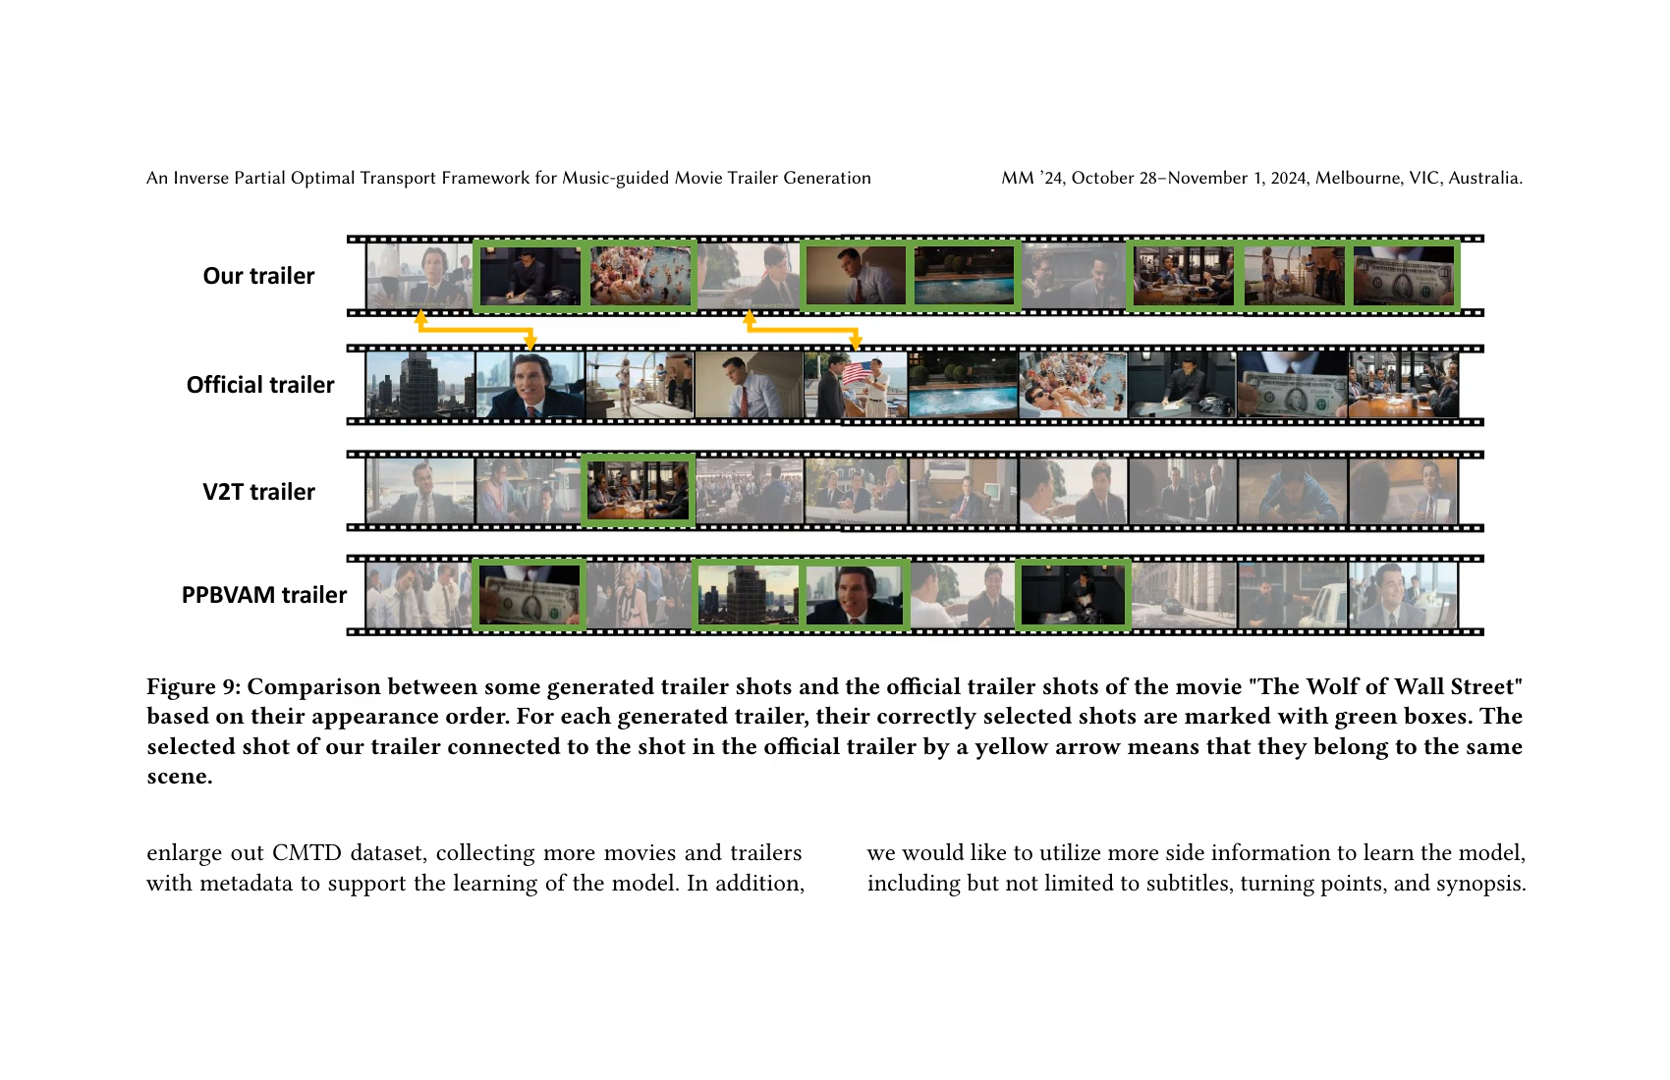 An Inverse Partial Optimal Transport Framework for Music-guided Movie Trailer Generation
MM ’24, October 28–November 1, 2024, Melbourne, VIC, Australia.
Our trailer
Official trailer
V2T trailer
PPBVAM trailer
Figure 9: Comparison between some generated trailer shots and the official trailer shots of the movie "The Wolf of Wall Street"
based on their appearance order. For each generated trailer, their correctly selected shots are marked with green boxes. The
selected shot of our trailer connected to the shot in the official trailer by a yellow arrow means that they belong to the same
scene.
enlarge out CMTD dataset, collecting more movies and trailers
with metadata to support the learning of the model. In addition,
we would like to utilize more side information to learn the model,
including but not limited to subtitles, turning points, and synopsis.